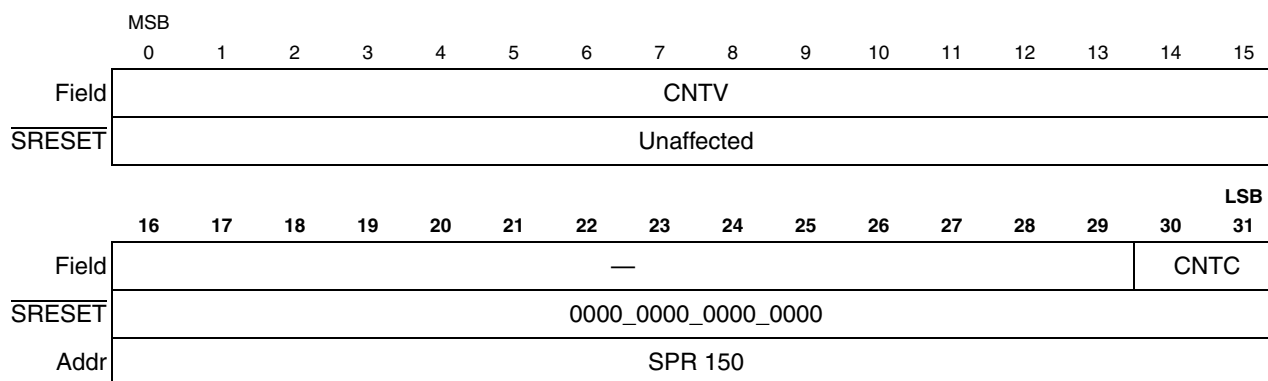 MSB
0 1 2 3 4 5 6 7 8 9 10 11 12 13 14 15
Field CNTV
SRESET Unaffected
LSB
16 17 18 19 20 21 22 23 24 25 26 27 28 29 30 31
Field — CNTC
SRESET 0000_0000_0000_0000
Addr SPR 150